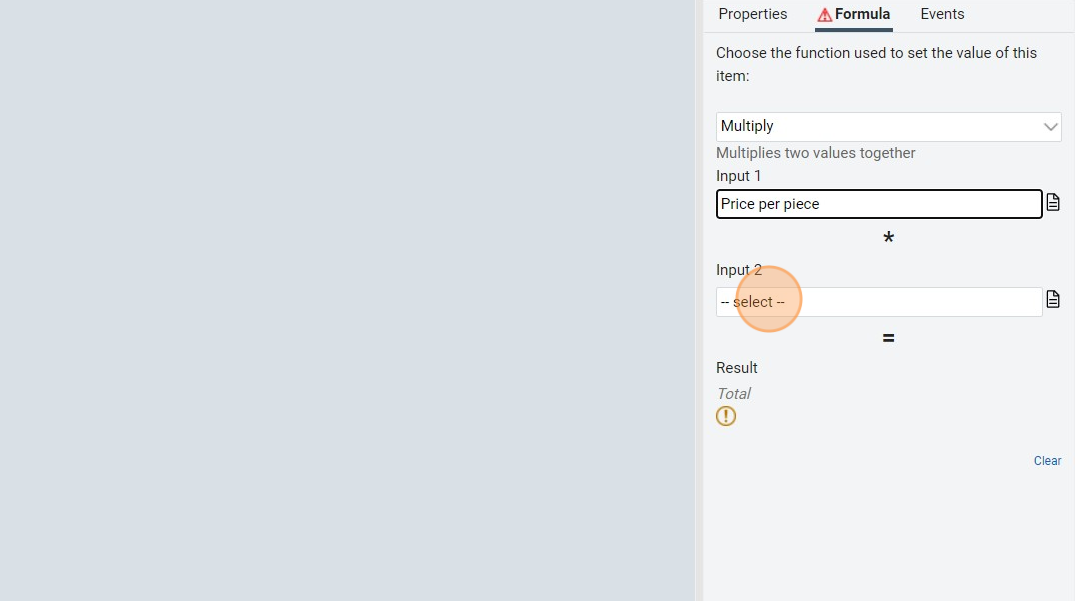 Properties Formula Events
Choose the function used to set the value of this
item:
Multiply
Multiplies two values together
Input 1
Price per piece
*
Input 2
-- select --
=
Result
Total
Clear